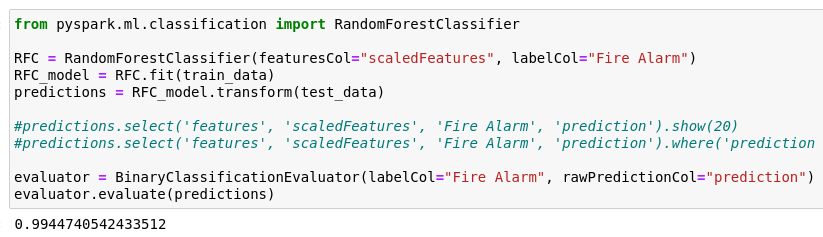 from pyspark.ml.classification import RandomForestClassifier
RFC = RandomForestClassifier(featuresCol="scaledFeatures", labelCol="Fire Alarm")
RFC_model = RFC.fit(train_data)
predictions = RFC_model.transform(test_data)
#predictions.select('features', 'scaledFeatures', 'Fire Alarm', 'prediction').show(20)
#predictions.select('features', 'scaledFeatures', 'Fire Alarm', 'prediction').where('prediction
evaluator = BinaryClassificationEvaluator(labelCol="Fire Alarm", rawPredictionCol="prediction")
evaluator.evaluate(predictions)
0.9944740542433512